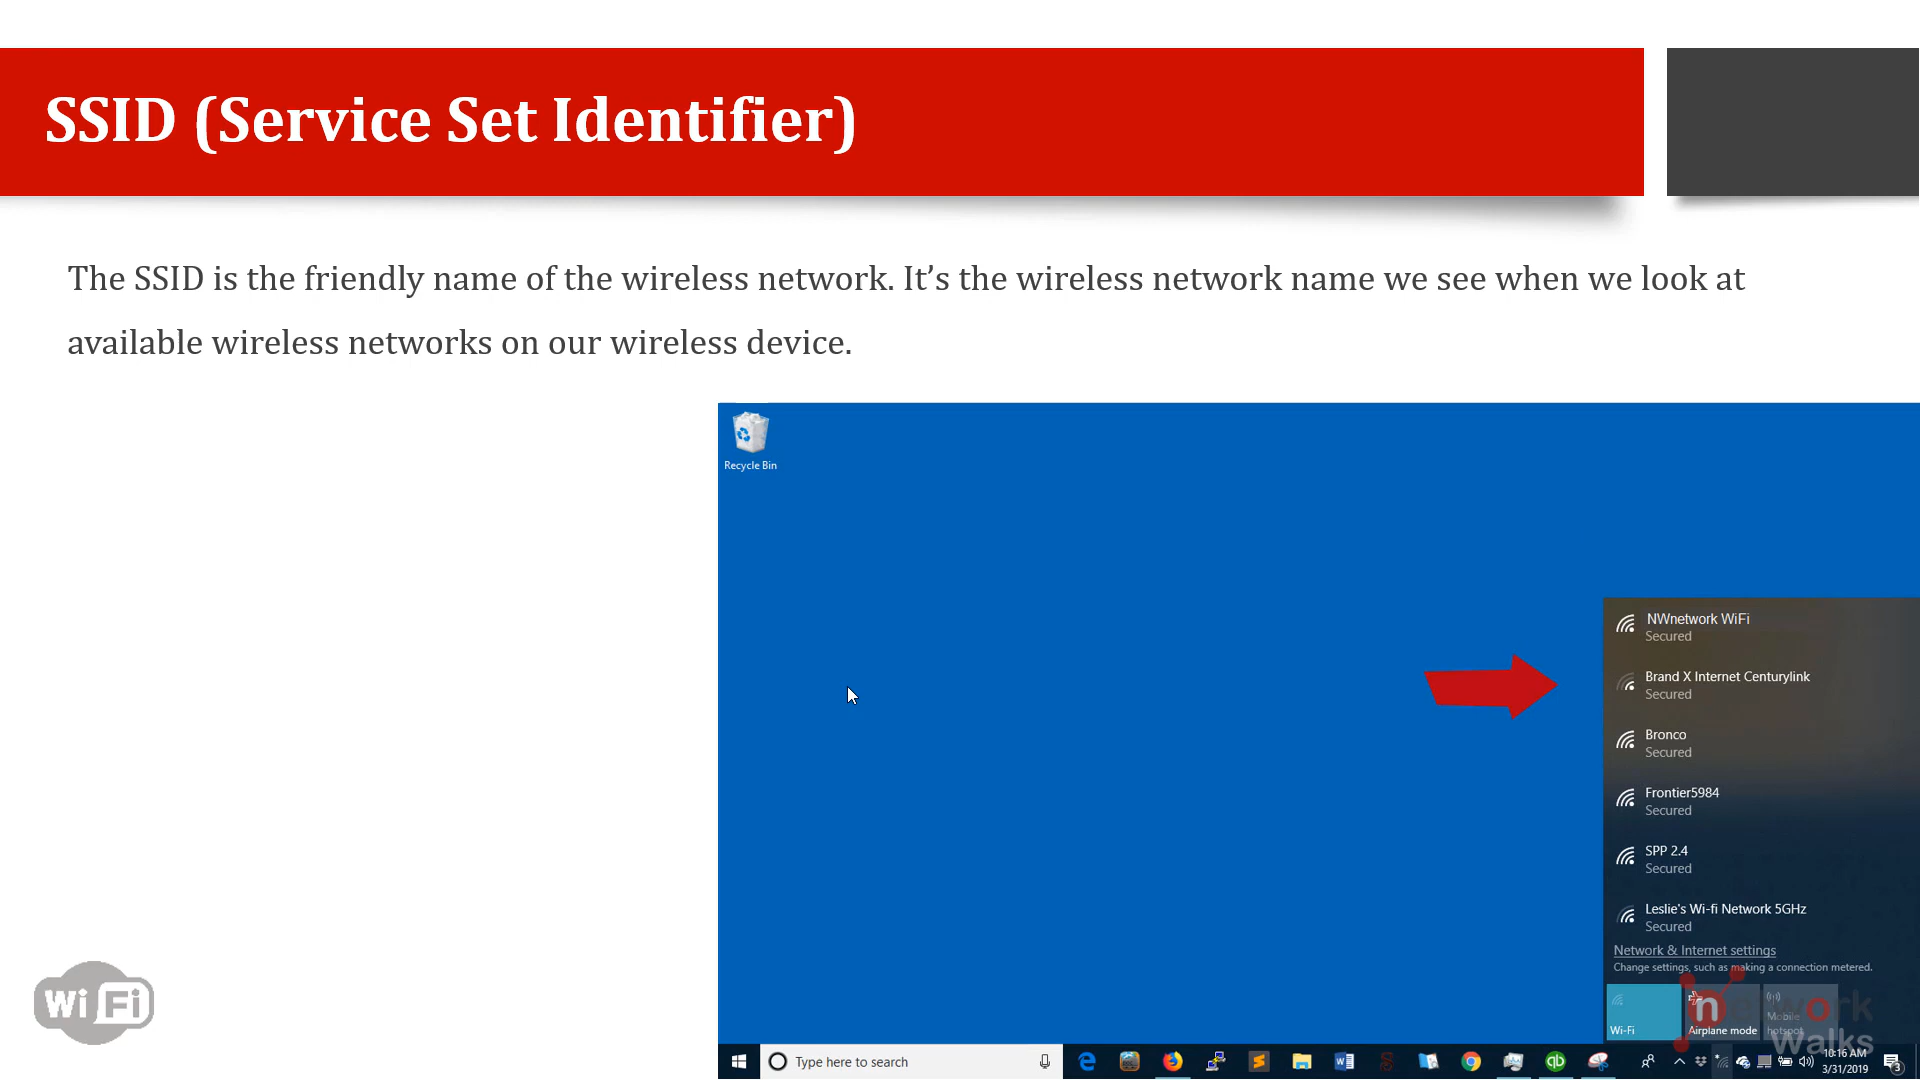 SSID (Service Set Identifier)
The SSID is the friendly name of the wireless network. It’s the wireless network name we see when we look at
available wireless networks on our wireless device.
Recycle Bin
NWnetwork WiFi
Secured
Brand X Internet Centurylink
Secured
Bronco
Secured
Frontier5984
Secured
SPP 2.4
Secured
Leslie's Wi-fi Network 5GHz
Secured
Network & Internet settings
Change settings, such as making a connection metered.
Wi-Fi
Airplane mode
Mobile
hotspot
network
Walks
Wi Fi
Type here to search
10:16 AM
3/31/2019
3